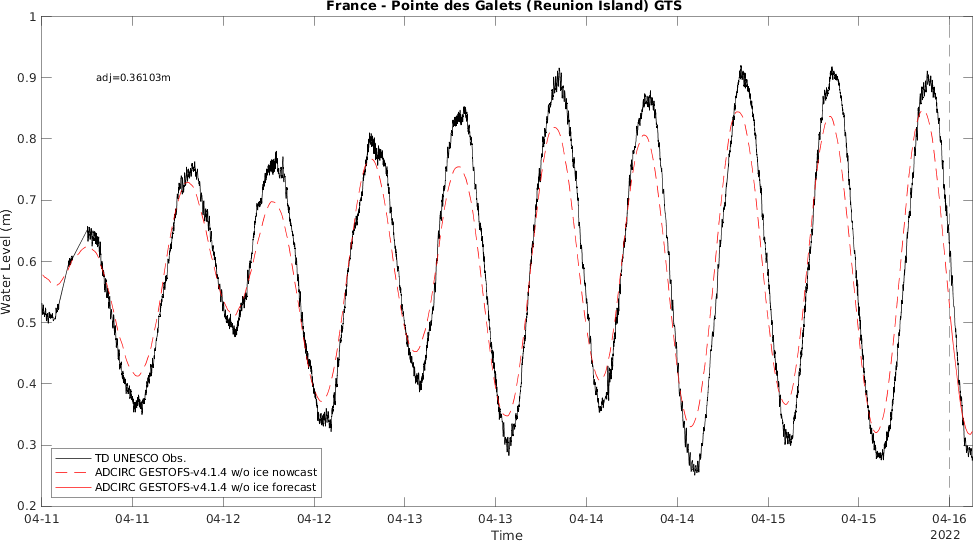 France - Pointe des Galets (Reunion Island) GTS
1
0.9
0.8
0.7
0.6
0.5
0.4
0.3
0.2
Water Level (m)
adj=0.36103m
TD UNESCO Obs.
ADCIRC GESTOFS-v4.1.4 w/o ice nowcast
ADCIRC GESTOFS-v4.1.4 w/o ice forecast
04-11 04-11 04-12 04-12 04-13 04-13 04-14 04-14 04-15 04-15 04-16
Time
2022